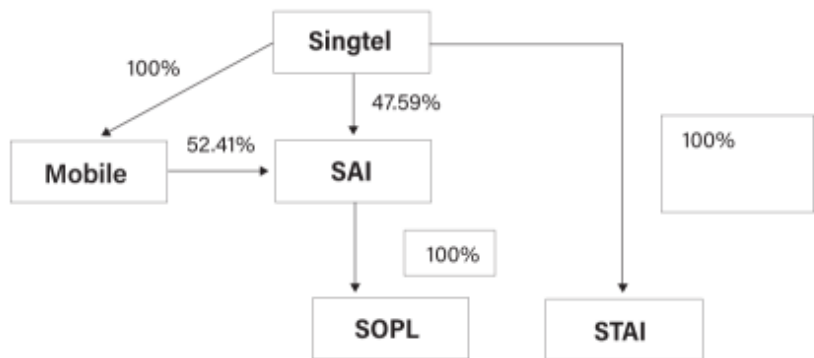 Singtel
100%
47.59%
100%
52.41%
Mobile
SAI
100%
SOPL
STAI